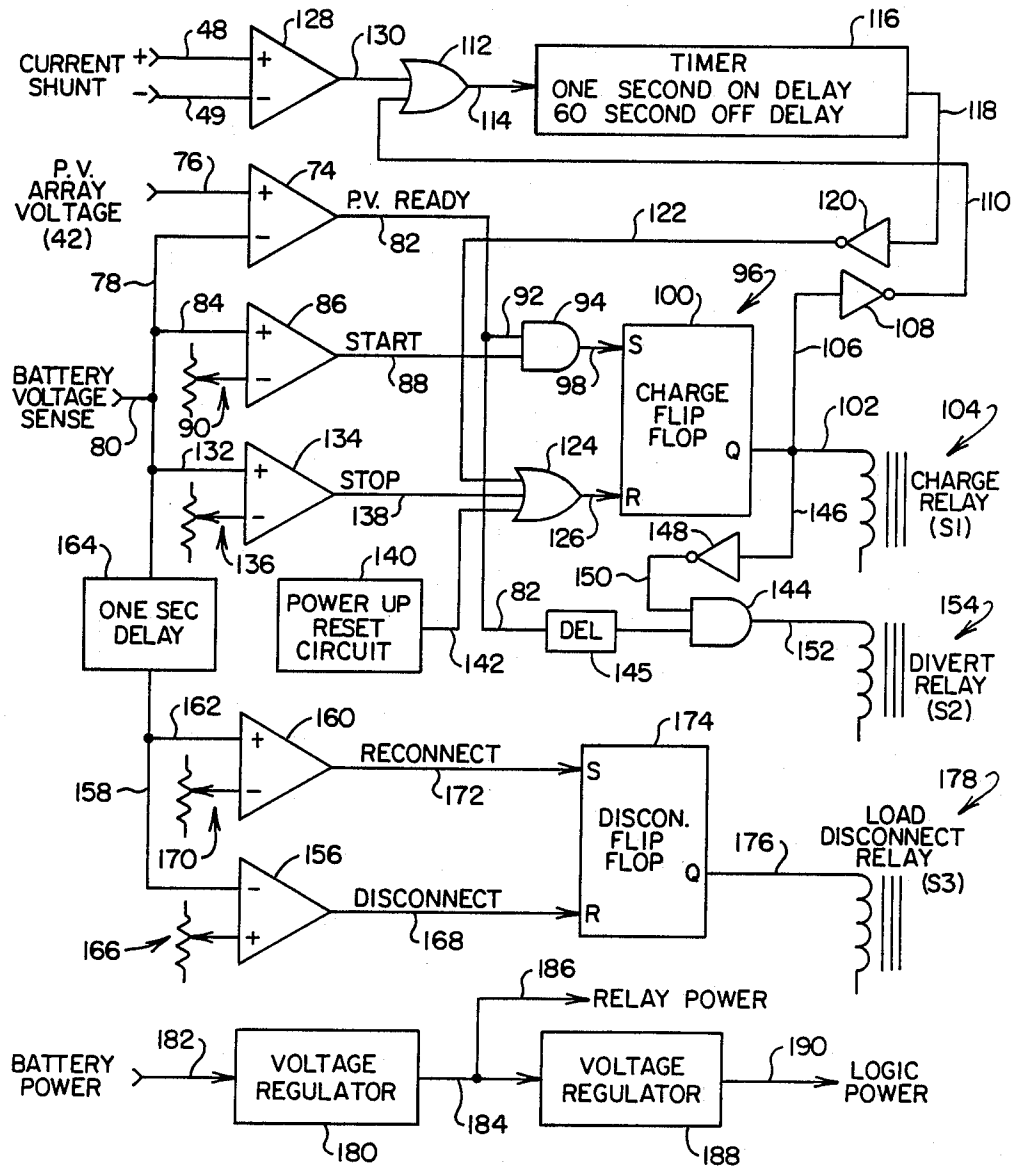 48
128
130
112
116
CURRENT
SHUNT
+
−
49
+
−
114
TIMER
ONE SECOND ON DELAY
60 SECOND OFF DELAY
118
P.V.
ARRAY
VOLTAGE
(42)
76
74
+
−
P.V. READY
82
122
120
110
78
84
86
+
−
START
88
90
92
94
98
96
100
S
CHARGE
FLIP
FLOP
Q
R
108
106
102
104
CHARGE
RELAY
(S1)
BATTERY
VOLTAGE
SENSE
80
132
134
+
−
STOP
138
136
124
126
148
146
150
164
ONE SEC
DELAY
140
POWER UP
RESET
CIRCUIT
142
82
DEL
145
144
152
154
DIVERT
RELAY
(S2)
162
160
+
−
RECONNECT
172
158
170
174
S
DISCON.
FLIP
FLOP
Q
R
176
178
LOAD
DISCONNECT
RELAY
(S3)
156
−
+
DISCONNECT
168
166
186
RELAY POWER
BATTERY
POWER
182
VOLTAGE
REGULATOR
180
184
VOLTAGE
REGULATOR
188
190
LOGIC
POWER